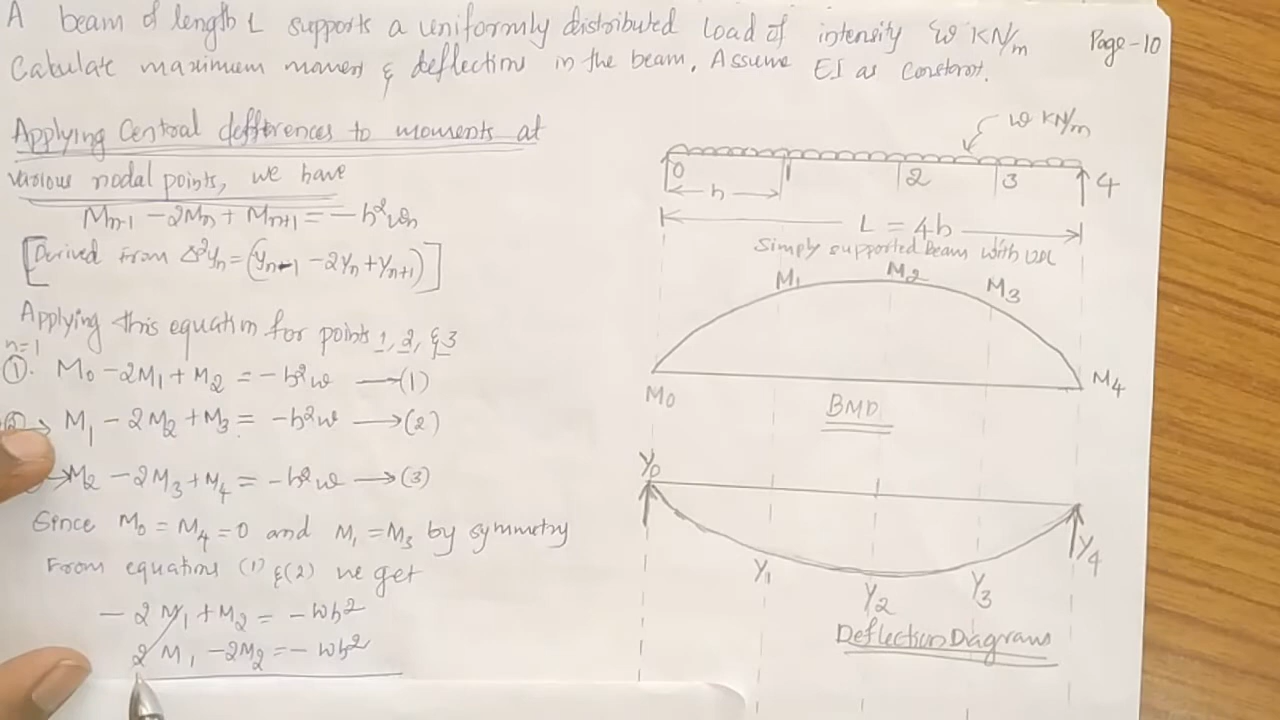 A beam of length L supports a uniformly distributed load of intensity w KN/m
Page-10
Calculate maximum moment & deflection in the beam. Assume EI as constant.
Applying Central differences to moments at
various nodal points, we have
Mn-1 - 2Mn + Mn+1 = -h²wn
[Derived from Δ²yn = (yn-1 - 2yn + yn+1)]
Applying this equation for points 1, 2, & 3
n=1
① M0 - 2M1 + M2 = -h²w → (1)
M1 - 2M2 + M3 = -h²w → (2)
→ M2 - 2M3 + M4 = -h²w → (3)
Since M0 = M4 = 0 and M1 = M3 by symmetry
From equations (1) & (2) we get
- 2M1 + M2 = -wh²
2M1 - 2M2 = -wh²
w KN/m
0 1 2 3 4
h
L = 4h
Simply supported beam with UDL
M1 M2 M3
M0 M4
BMD
Y0
Y4
Y1 Y2 Y3
Deflection Diagram